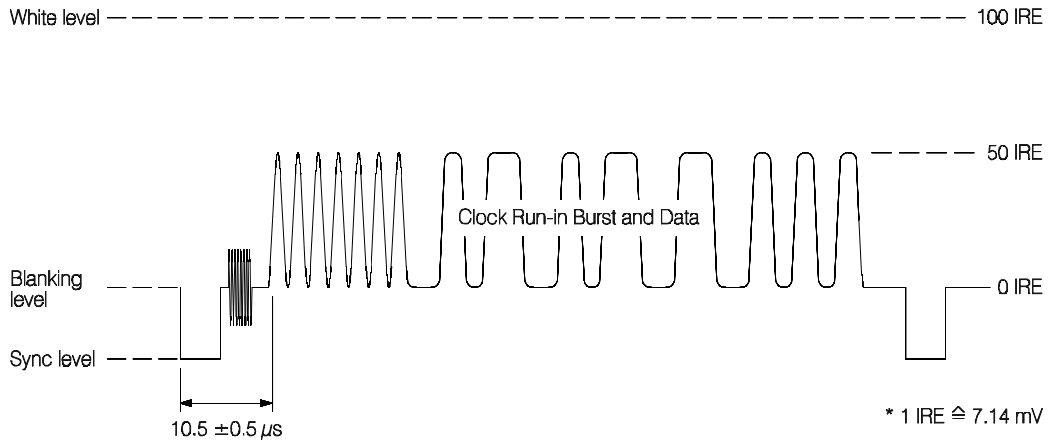 White level
100 IRE
50 IRE
Clock Run-in Burst and Data
Blanking
level
0 IRE
Sync level
10.5 ±0.5 μs
* 1 IRE ≙ 7.14 mV